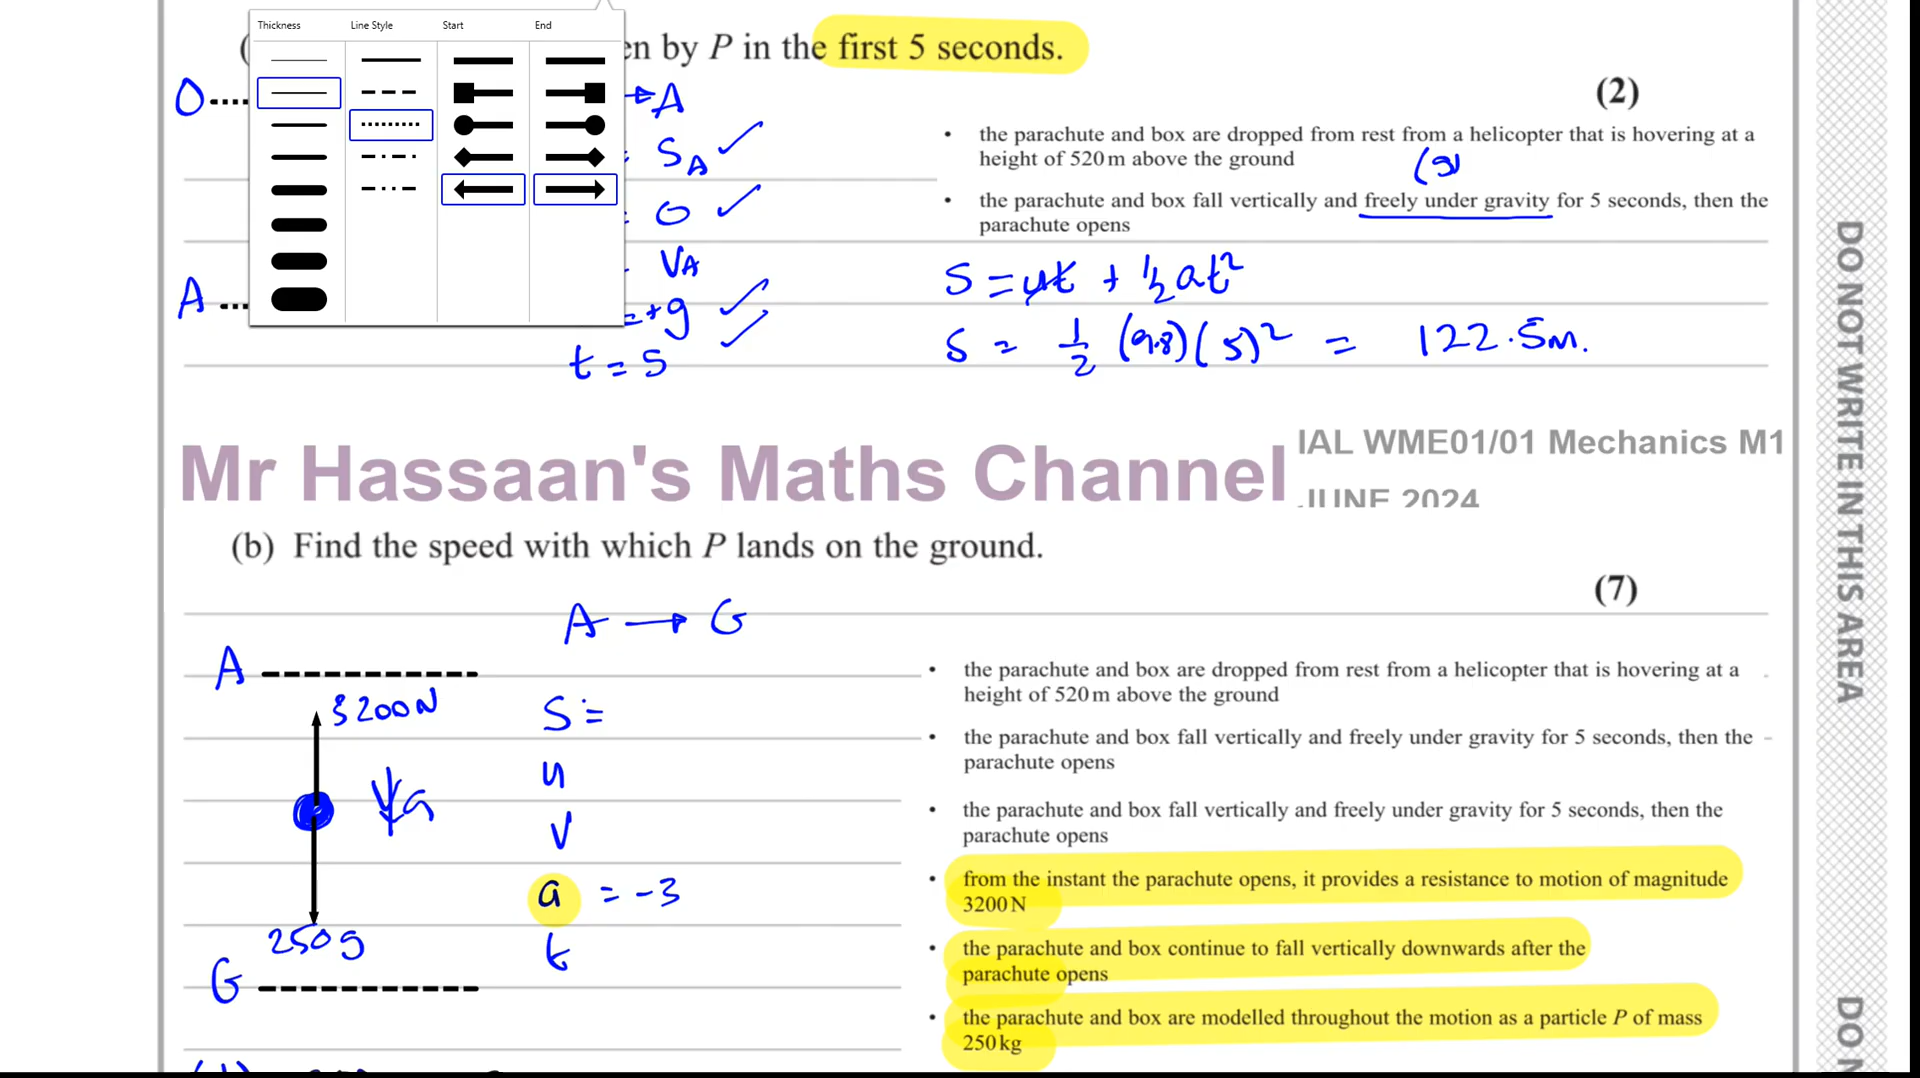 Thickness Line Style Start End
en by P in the first 5 seconds.
(2)
O
A
• the parachute and box are dropped from rest from a helicopter that is hovering at a
height of 520 m above the ground
= S_A ✓
• the parachute and box fall vertically and freely under gravity for 5 seconds, then the
parachute opens
= 0 ✓
V_A
A
= +g ✓
t = 5 ✓
s = ut + ½at²
s = ½ (9.8)(5)² = 122.5m.
Mr Hassaan's Maths Channel
IAL WME01/01 Mechanics M1
JUNE 2024
(b) Find the speed with which P lands on the ground.
(7)
A → G
A
3200N
a
250g
G
S =
u
v
a = -3
t
• the parachute and box are dropped from rest from a helicopter that is hovering at a
height of 520 m above the ground
• the parachute and box fall vertically and freely under gravity for 5 seconds, then the
parachute opens
• the parachute and box fall vertically and freely under gravity for 5 seconds, then the
parachute opens
• from the instant the parachute opens, it provides a resistance to motion of magnitude
3200 N
• the parachute and box continue to fall vertically downwards after the
parachute opens
• the parachute and box are modelled throughout the motion as a particle P of mass
250 kg
DO NOT WRITE IN THIS AREA